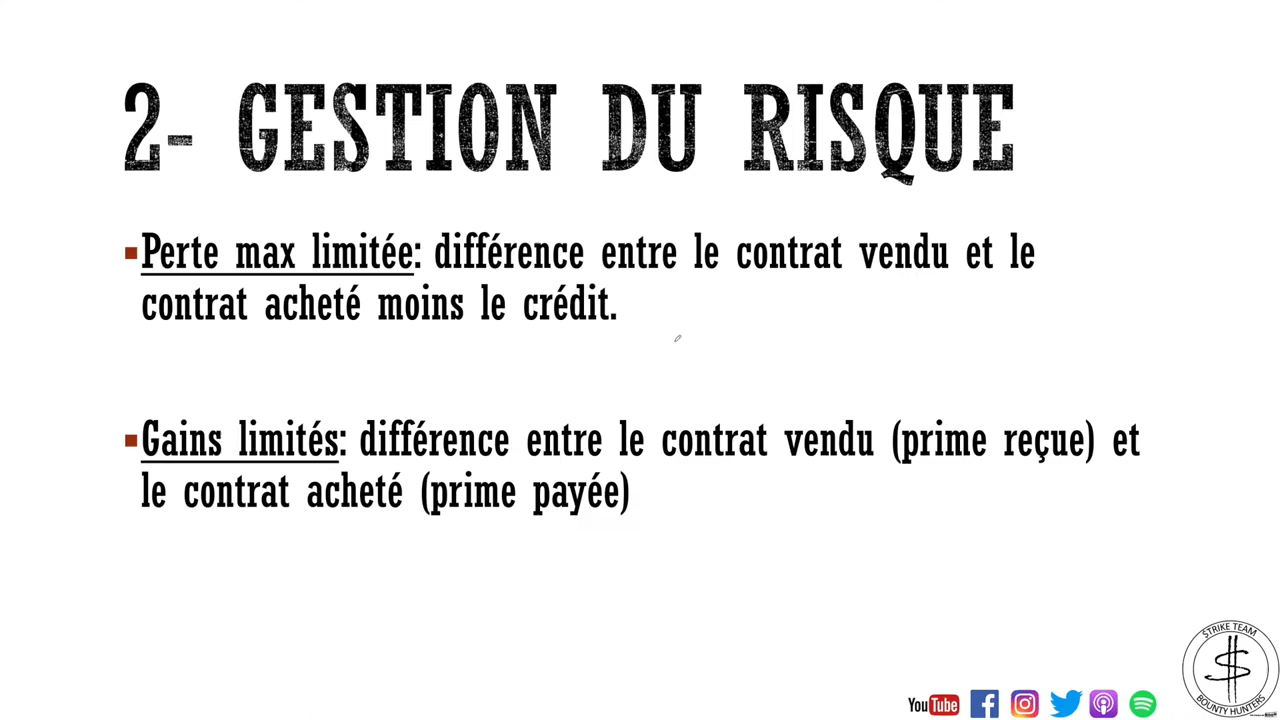 2- GESTION DU RISQUE
Perte max limitée: différence entre le contrat vendu et le
contrat acheté moins le crédit.
Gains limités: différence entre le contrat vendu (prime reçue) et
le contrat acheté (prime payée)
STRIKE TEAM
BOUNTY HUNTERS
YouTube